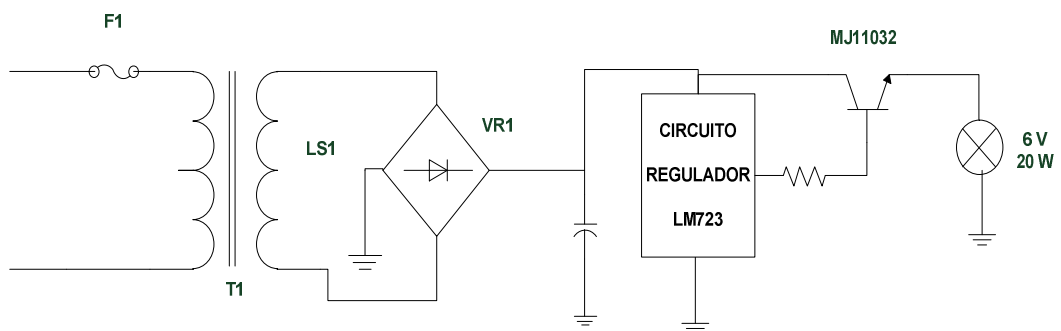 F1
MJ11032
VR1
LS1
CIRCUITO
REGULADOR
LM723
6 V
20 W
T1